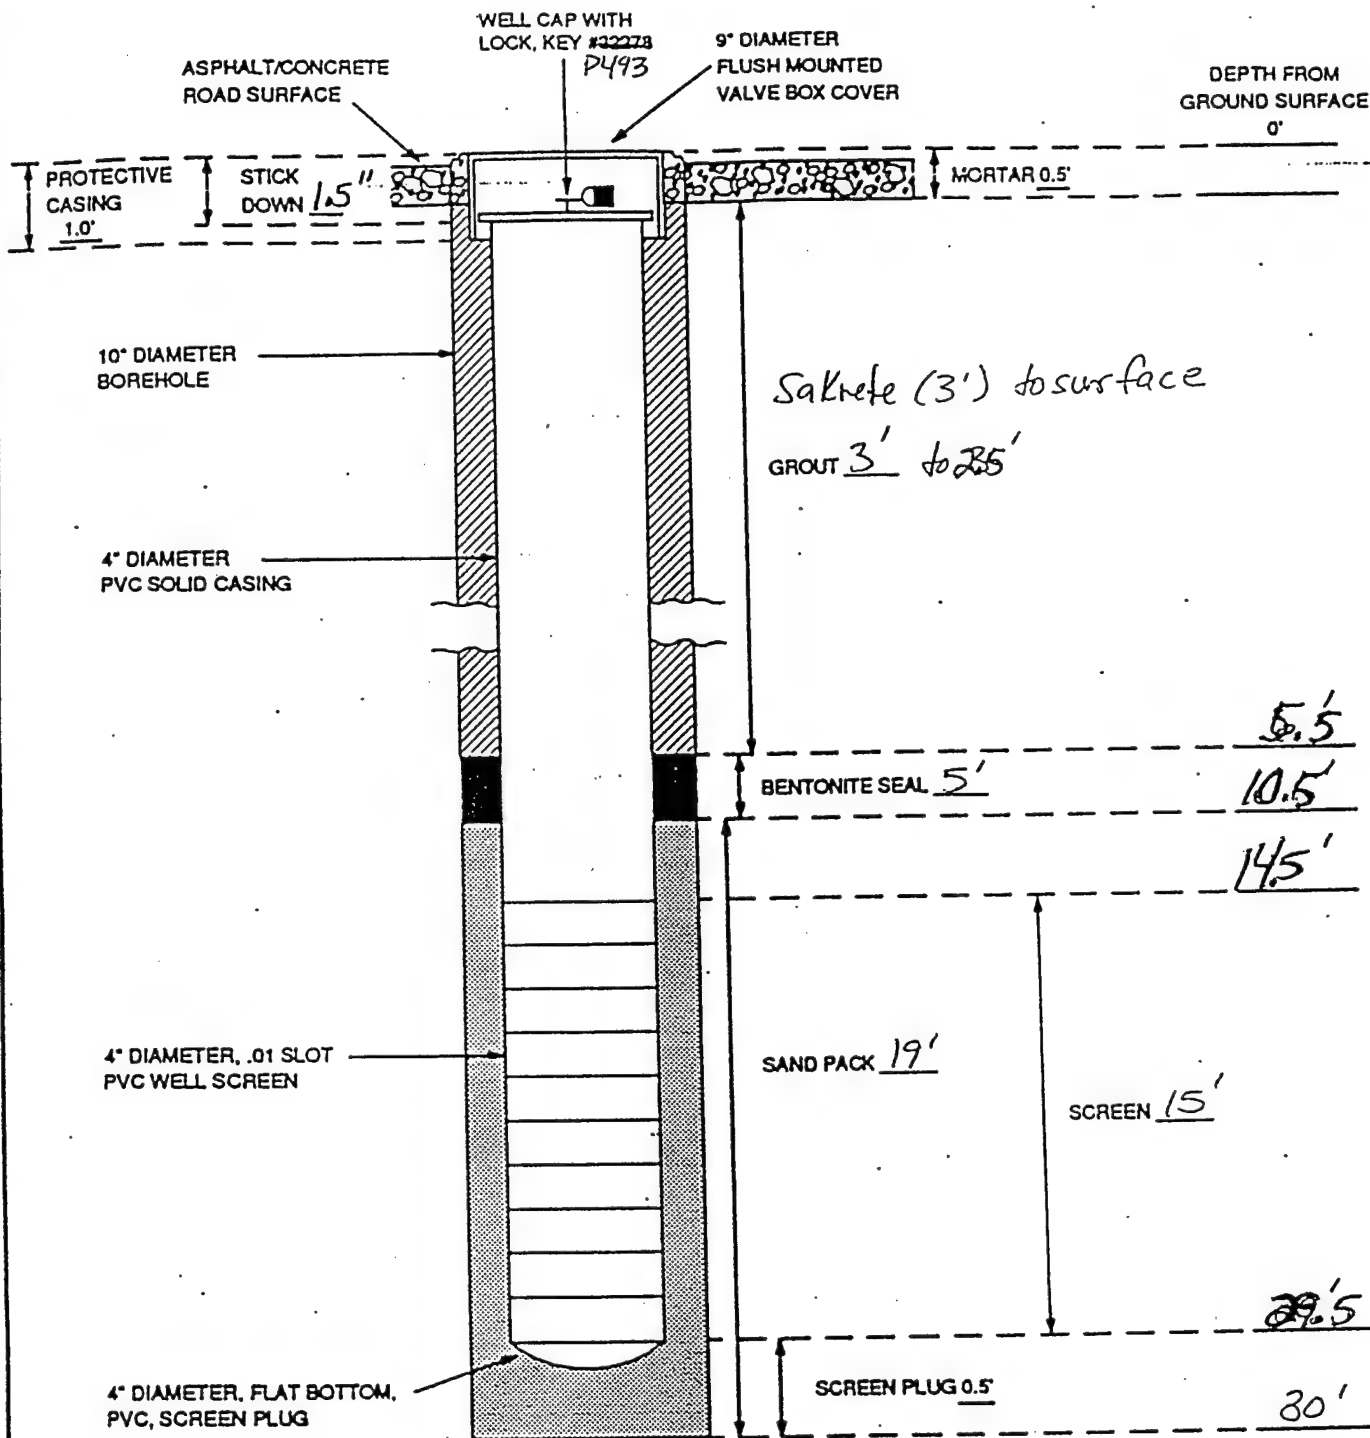 WELL CAP WITH
LOCK, KEY #22278
P493
9" DIAMETER
FLUSH MOUNTED
VALVE BOX COVER
ASPHALT/CONCRETE
ROAD SURFACE
DEPTH FROM
GROUND SURFACE
0'
PROTECTIVE
CASING
1.0'
STICK
DOWN 1.5"
MORTAR 0.5'
10" DIAMETER
BOREHOLE
Sakrete (3') to surface
GROUT 3' to
4" DIAMETER
PVC SOLID CASING
5.5'
BENTONITE SEAL 5'
10.5'
14.5'
4" DIAMETER, .01 SLOT
PVC WELL SCREEN
SAND PACK 19'
SCREEN 15'
29.5'
4" DIAMETER, FLAT BOTTOM,
PVC, SCREEN PLUG
SCREEN PLUG 0.5'
30'